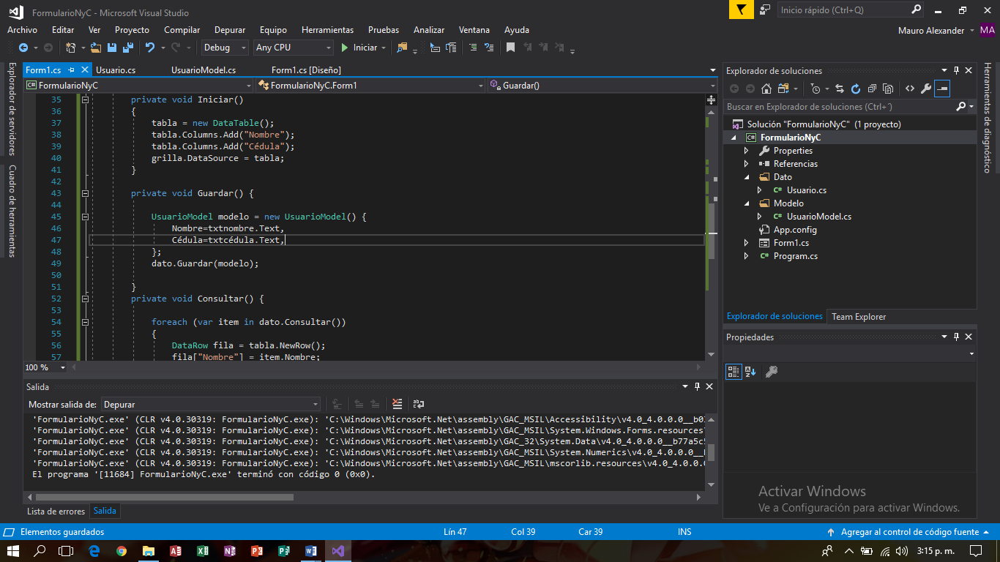 FormularioNyC - Microsoft Visual Studio
Inicio rápido (Ctrl+Q)
Archivo Editar Ver Proyecto Compilar Depurar Equipo Herramientas Pruebas Analizar Ventana Ayuda
Mauro Alexander MA
Debug Any CPU Iniciar
Explorador de servidores
Cuadro de herramientas
Form1.cs Usuario.cs UsuarioModel.cs Form1.cs [Diseño]
FormularioNyC FormularioNyC.Form1 Guardar()
35 private void Iniciar()
36 {
37 tabla = new DataTable();
38 tabla.Columns.Add("Nombre");
39 tabla.Columns.Add("Cédula");
40 grilla.DataSource = tabla;
41 }
42
43 private void Guardar() {
44
45 UsuarioModel modelo = new UsuarioModel() {
46 Nombre=txtnombre.Text,
47 Cédula=txtcédula.Text,
48 };
49 dato.Guardar(modelo);
50
51 }
52 private void Consultar() {
53
54 foreach (var item in dato.Consultar())
55 {
56 DataRow fila = tabla.NewRow();
57 fila["Nombre"] = item.Nombre;
100 %
Salida
Mostrar salida de: Depurar
'FormularioNyC.exe' (CLR v4.0.30319: FormularioNyC.exe): 'C:\Windows\Microsoft.Net\assembly\GAC_MSIL\Accessibility\v4.0_4.0.0.0__b03
'FormularioNyC.exe' (CLR v4.0.30319: FormularioNyC.exe): 'C:\Windows\Microsoft.Net\assembly\GAC_MSIL\System.Windows.Forms.resources
'FormularioNyC.exe' (CLR v4.0.30319: FormularioNyC.exe): 'C:\Windows\Microsoft.Net\assembly\GAC_32\System.Data\v4.0_4.0.0.0__b77a5c5
'FormularioNyC.exe' (CLR v4.0.30319: FormularioNyC.exe): 'C:\Windows\Microsoft.Net\assembly\GAC_MSIL\System.Numerics\v4.0_4.0.0.0__
'FormularioNyC.exe' (CLR v4.0.30319: FormularioNyC.exe): 'C:\Windows\Microsoft.Net\assembly\GAC_MSIL\mscorlib.resources\v4.0_4.0.0.0
El programa '[11684] FormularioNyC.exe' terminó con código 0 (0x0).
Lista de errores Salida
Explorador de soluciones
Buscar en Explorador de soluciones (Ctrl+´)
Solución "FormularioNyC" (1 proyecto)
FormularioNyC
Properties
Referencias
Dato
Usuario.cs
Modelo
UsuarioModel.cs
App.config
Form1.cs
Program.cs
Explorador de soluciones Team Explorer
Propiedades
Herramientas de diagnóstico
Activar Windows
Ve a Configuración para activar Windows.
Elementos guardados Lín 47 Col 39 Car 39 INS Agregar al control de código fuente
3:15 p. m.